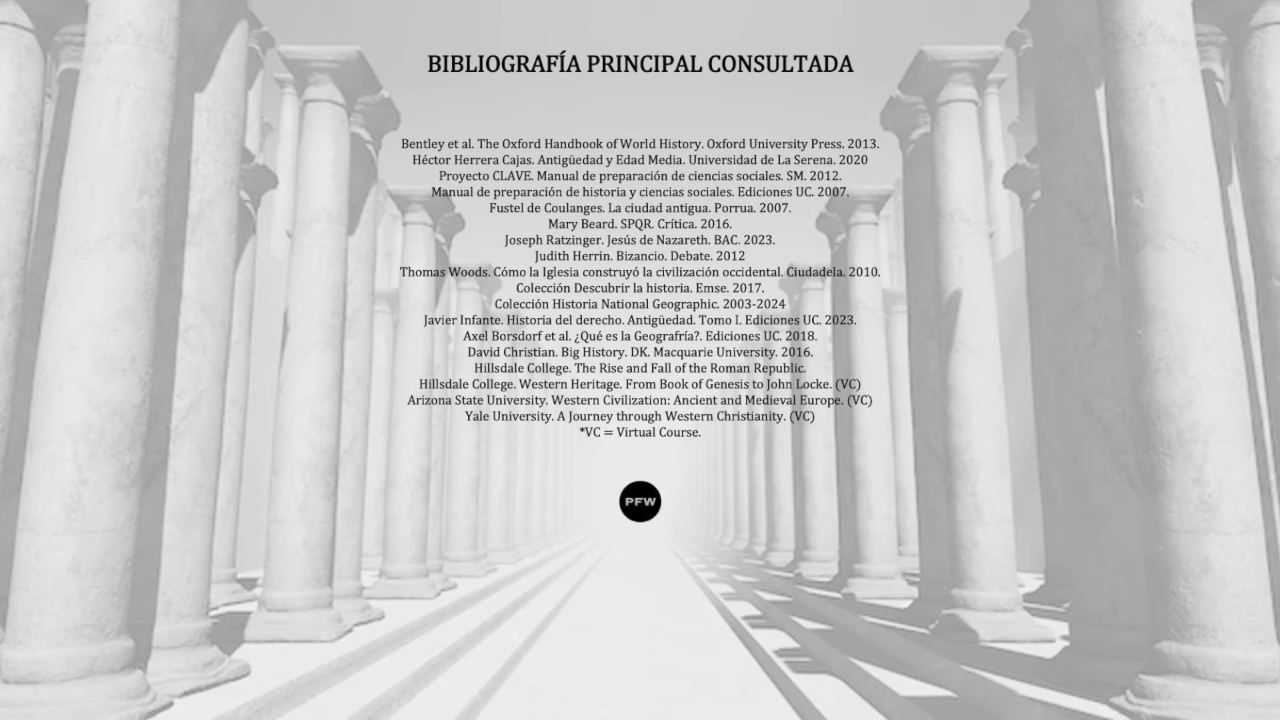 BIBLIOGRAFÍA PRINCIPAL CONSULTADA
Bentley et al. The Oxford Handbook of World History. Oxford University Press. 2013.
Héctor Herrera Cajas. Antigüedad y Edad Media. Universidad de La Serena. 2020
Proyecto CLAVE. Manual de preparación de ciencias sociales. SM. 2012.
Manual de preparación de historia y ciencias sociales. Ediciones UC. 2007.
Fustel de Coulanges. La ciudad antigua. Porrua. 2007.
Mary Beard. SPQR. Crítica. 2016.
Joseph Ratzinger. Jesús de Nazareth. BAC. 2023.
Judith Herrin. Bizancio. Debate. 2012
Thomas Woods. Cómo la Iglesia construyó la civilización occidental. Ciudadela. 2010.
Colección Descubrir la historia. Emse. 2017.
Colección Historia National Geographic. 2003-2024
Javier Infante. Historia del derecho. Antigüedad. Tomo I. Ediciones UC. 2023.
Axel Borsdorf et al. ¿Qué es la Geografría?. Ediciones UC. 2018.
David Christian. Big History. DK. Macquarie University. 2016.
Hillsdale College. The Rise and Fall of the Roman Republic.
Hillsdale College. Western Heritage. From Book of Genesis to John Locke. (VC)
Arizona State University. Western Civilization: Ancient and Medieval Europe. (VC)
Yale University. A Journey through Western Christianity. (VC)
*VC = Virtual Course.
PFW